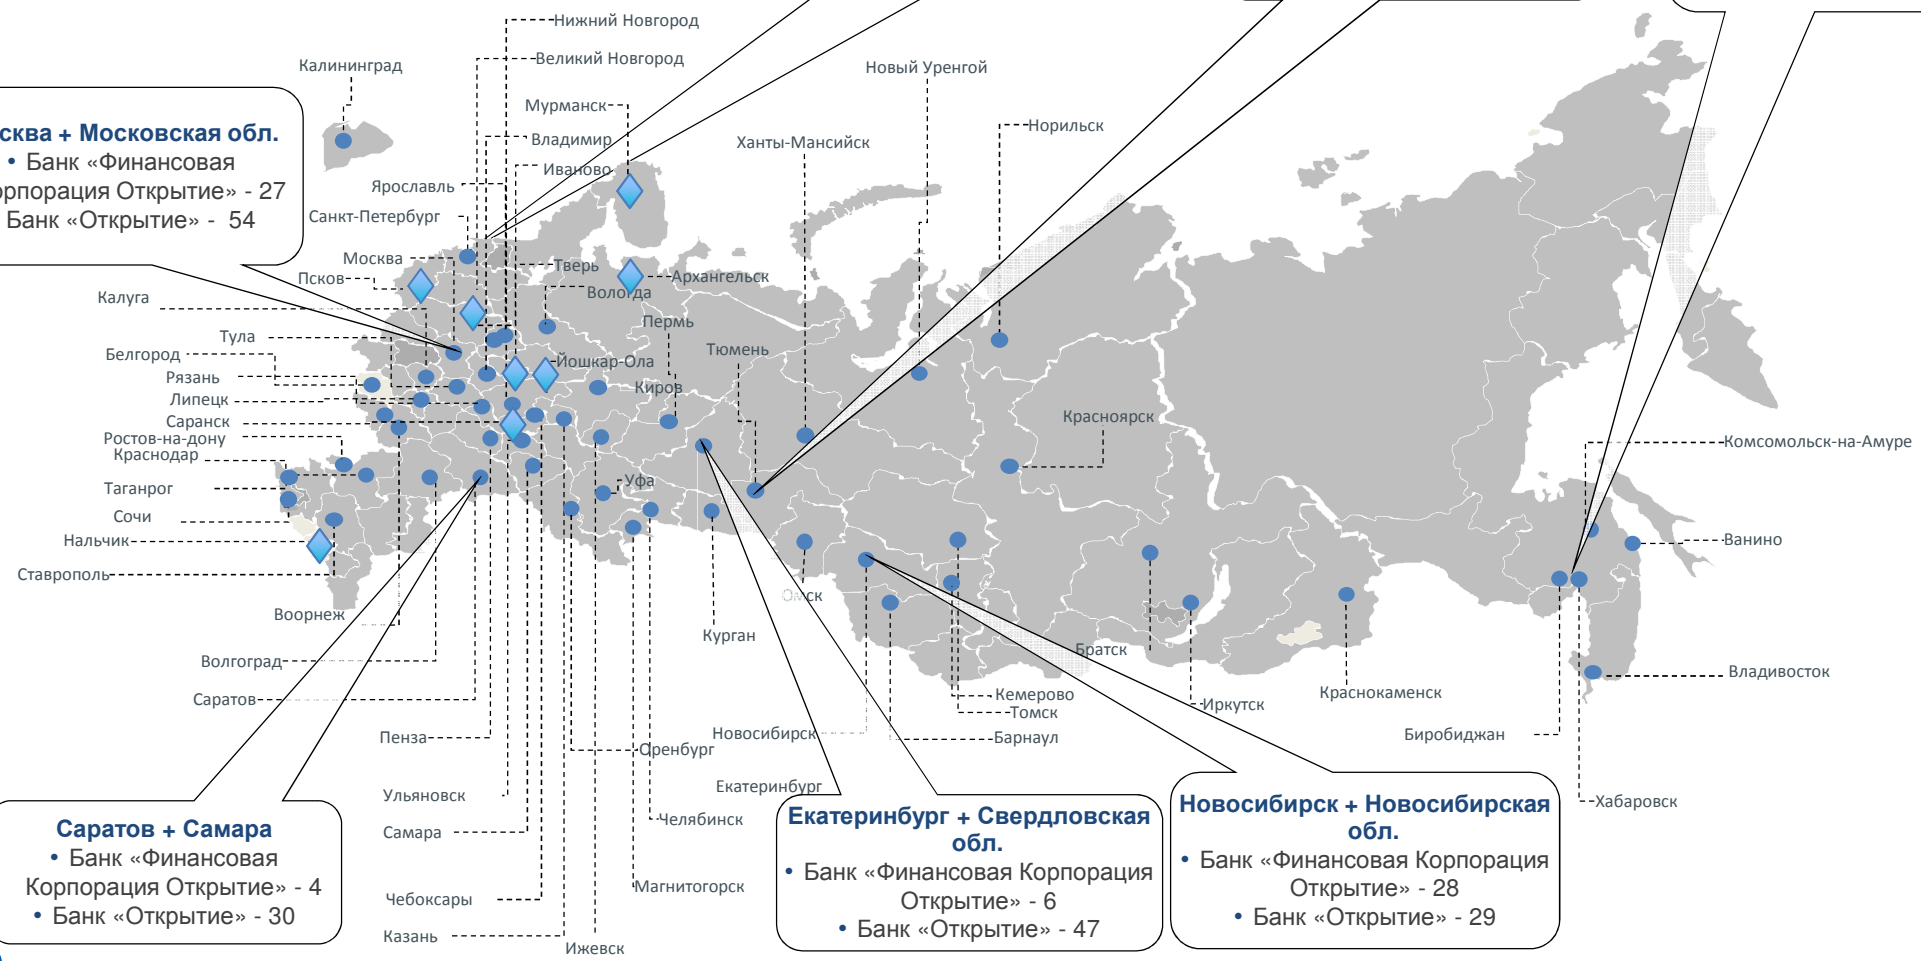 Нижний Новгород
Великий Новгород
Калининград
Новый Уренгой
Мурманск
Норильск
Владимир
Ханты-Мансийск
Иваново
Ярославль
Санкт-Петербург
сква + Московская обл.
• Банк «Финансовая
орпорация Открытие» - 27
Банк «Открытие» - 54
Москва
Псков
Тверь
Архангельск
Вологда
Калуга
Пермь
Тула
Тюмень
Белгород
Йошкар-Ола
Рязань
Киров
Липецк
Саранск
Красноярск
Ростов-на-дону
Комсомольск-на-Амуре
Краснодар
Таганрог
Уфа
Сочи
Нальчик
Ванино
Ставрополь
Омск
Воорнеж
Курган
Братск
Волгоград
Владивосток
Саратов
Кемерово
Краснокаменск
Иркутск
Томск
Новосибирск
Барнаул
Биробиджан
Пенза
Оренбург
Екатеринбург
Ульяновск
Хабаровск
Челябинск
Самара
Магнитогорск
Чебоксары
Казань
Ижевск
Саратов + Самара
• Банк «Финансовая
Корпорация Открытие» - 4
• Банк «Открытие» - 30
Екатеринбург + Свердловская
обл.
• Банк «Финансовая Корпорация
Открытие» - 6
• Банк «Открытие» - 47
Новосибирск + Новосибирская
обл.
• Банк «Финансовая Корпорация
Открытие» - 28
• Банк «Открытие» - 29